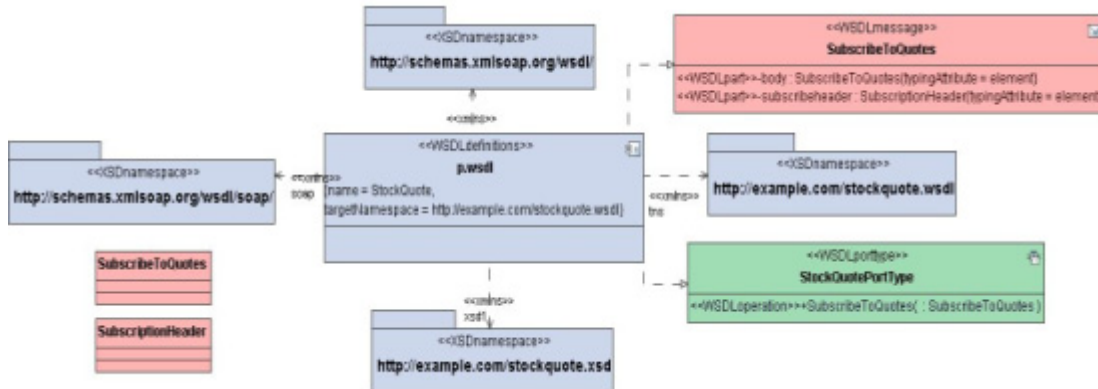 <<XSDnamespace>>
http://schemas.xmlsoap.org/wsdl/
<<WSDLmessage>>
SubscribeToQuotes
<<WSDLpart>>-body : SubscribeToQuotes(typingAttribute = element)
<<WSDLpart>>-subscribeheader : SubscriptionHeader(typingAttribute = element
<<xmlns>>
<<WSDLdefinitions>>
p.wsdl
{name = StockQuote,
targetNamespace = http://example.com/stockquote.wsdl}
<<XSDnamespace>>
http://schemas.xmlsoap.org/wsdl/soap/
<<xmlns>>
soap
<<XSDnamespace>>
http://example.com/stockquote.wsdl
<<xmlns>>
tns
SubscribeToQuotes
SubscriptionHeader
<<WSDLporttype>>
StockQuotePortType
<<WSDLoperation>>+SubscribeToQuotes( : SubscribeToQuotes )
<<xmlns>>
xsd1
<<XSDnamespace>>
http://example.com/stockquote.xsd